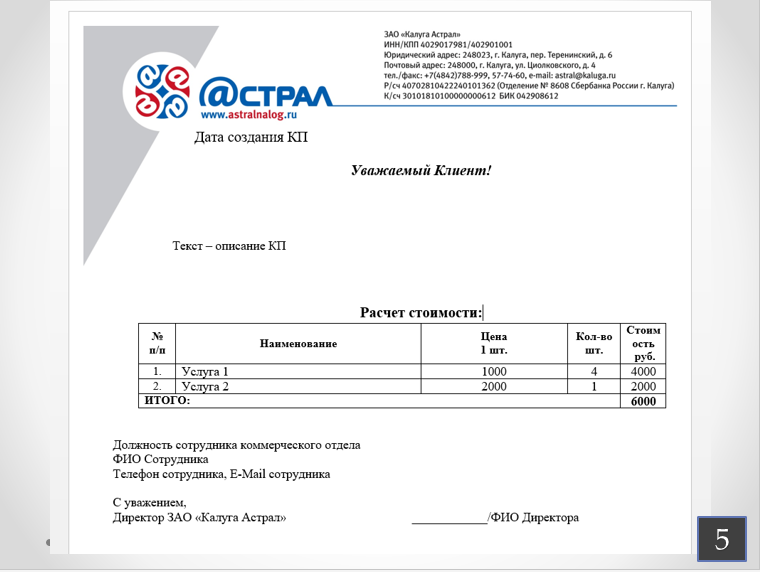 ЗАО «Калуга Астрал»
ИНН/КПП 4029017981/402901001
Юридический адрес: 248023, г. Калуга, пер. Теренинский, д. 6
Почтовый адрес: 248000, г. Калуга, ул. Циолковского, д. 4
тел./факс: +7(4842)788-999, 57-74-60, e-mail: astral@kaluga.ru
Р/сч 40702810422240101362 (Отделение № 8608 Сбербанка России г. Калуга)
К/сч 30101810100000000612 БИК 042908612
@СТРАЛ
www.astralnalog.ru
Дата создания КП
Уважаемый Клиент!
Текст – описание КП
Расчет стоимости:
№ п/п Наименование Цена 1 шт. Кол-во шт. Стоим ость руб.
1. Услуга 1 1000 4 4000
2. Услуга 2 2000 1 2000
ИТОГО: 6000
Должность сотрудника коммерческого отдела
ФИО Сотрудника
Телефон сотрудника, E-Mail сотрудника
С уважением,
Директор ЗАО «Калуга Астрал» ____________/ФИО Директора
5